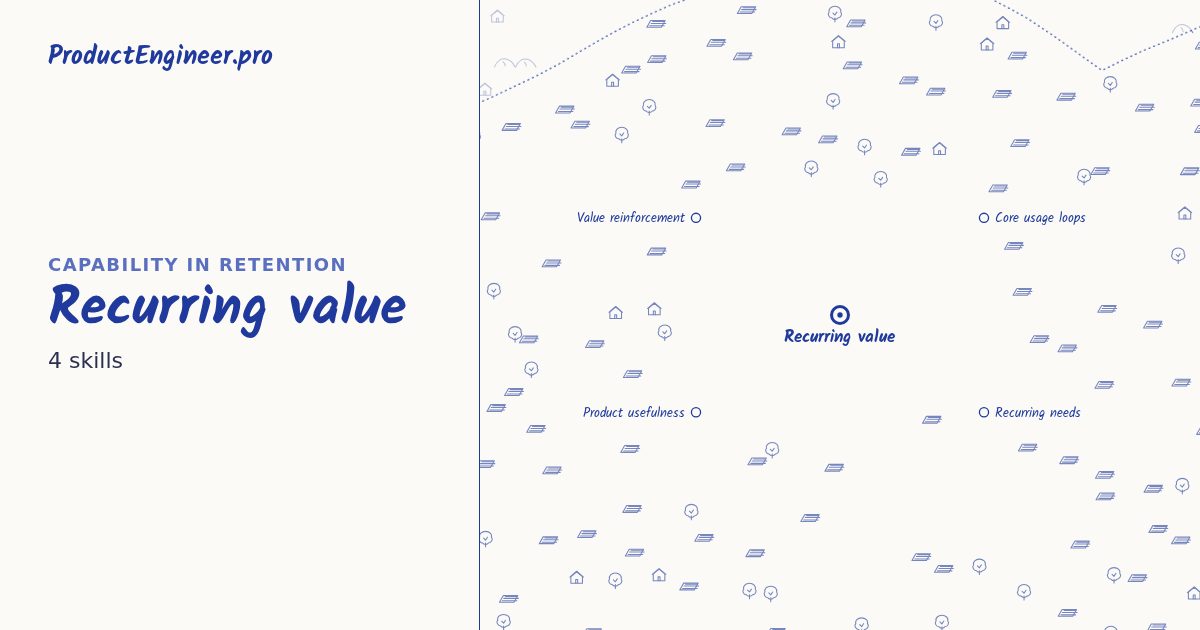 ProductEngineer.pro
CAPABILITY IN RETENTION
Recurring value
4 skills
Value reinforcement
Core usage loops
Recurring value
Product usefulness
Recurring needs